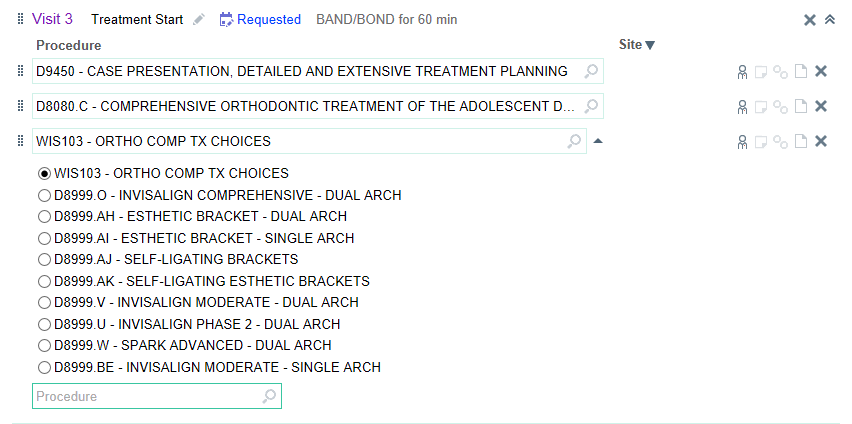 Visit 3 Treatment Start Requested BAND/BOND for 60 min
Procedure Site
D9450 - CASE PRESENTATION, DETAILED AND EXTENSIVE TREATMENT PLANNING
D8080.C - COMPREHENSIVE ORTHODONTIC TREATMENT OF THE ADOLESCENT D...
WIS103 - ORTHO COMP TX CHOICES
WIS103 - ORTHO COMP TX CHOICES
D8999.O - INVISALIGN COMPREHENSIVE - DUAL ARCH
D8999.AH - ESTHETIC BRACKET - DUAL ARCH
D8999.AI - ESTHETIC BRACKET - SINGLE ARCH
D8999.AJ - SELF-LIGATING BRACKETS
D8999.AK - SELF-LIGATING ESTHETIC BRACKETS
D8999.V - INVISALIGN MODERATE - DUAL ARCH
D8999.U - INVISALIGN PHASE 2 - DUAL ARCH
D8999.W - SPARK ADVANCED - DUAL ARCH
D8999.BE - INVISALIGN MODERATE - SINGLE ARCH
Procedure